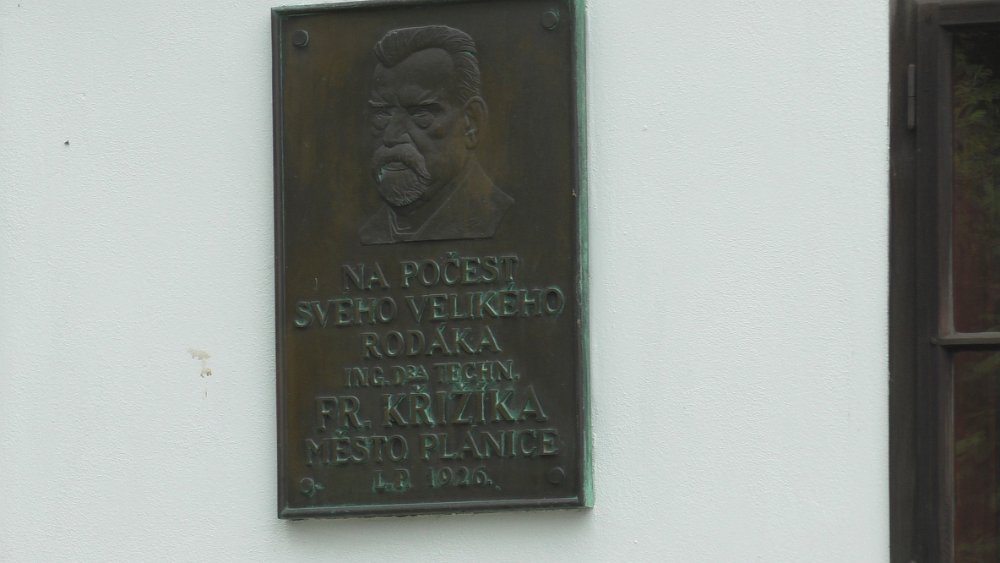 NA POČEST
SVÉHO VELIKÉHO
RODÁKA
ING. DRA TECHN.
FR. KŘIŽÍKA
MĚSTO PLÁNICE
L.P. 1926.